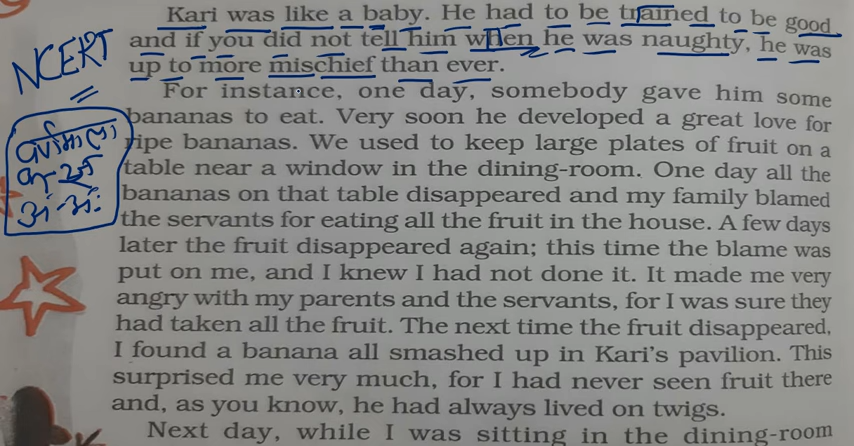 Kari was like a baby. He had to be trained to be good
and if you did not tell him when he was naughty, he was
up to more mischief than ever.
For instance, one day, somebody gave him some
bananas to eat. Very soon he developed a great love for
ripe bananas. We used to keep large plates of fruit on a
table near a window in the dining-room. One day all the
bananas on that table disappeared and my family blamed
the servants for eating all the fruit in the house. A few days
later the fruit disappeared again; this time the blame was
put on me, and I knew I had not done it. It made me very
angry with my parents and the servants, for I was sure they
had taken all the fruit. The next time the fruit disappeared,
I found a banana all smashed up in Kari's pavilion. This
surprised me very much, for I had never seen fruit there
and, as you know, he had always lived on twigs.
Next day, while I was sitting in the dining-room
NCERT
वर्णमाला
अं-अः